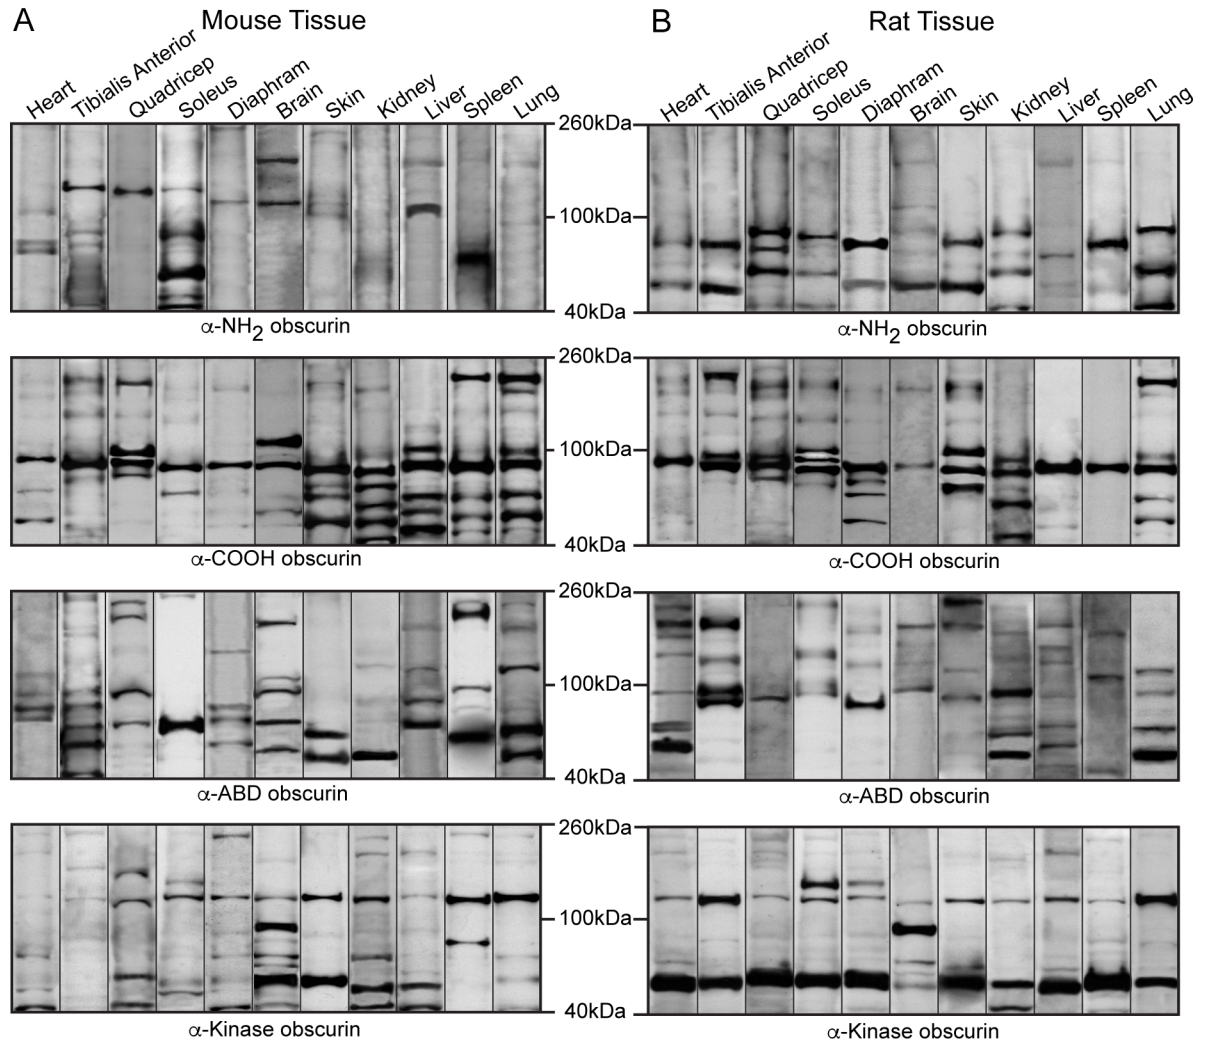 A Mouse Tissue
B Rat Tissue
Heart Tibialis Anterior Quadricep Soleus Diaphram Brain Skin Kidney Liver Spleen Lung
Heart Tibialis Anterior Quadricep Soleus Diaphram Brain Skin Kidney Liver Spleen Lung
260kDa
100kDa
40kDa
α-NH2 obscurin
α-NH2 obscurin
260kDa
100kDa
40kDa
α-COOH obscurin
α-COOH obscurin
260kDa
100kDa
40kDa
α-ABD obscurin
α-ABD obscurin
260kDa
100kDa
40kDa
α-Kinase obscurin
α-Kinase obscurin